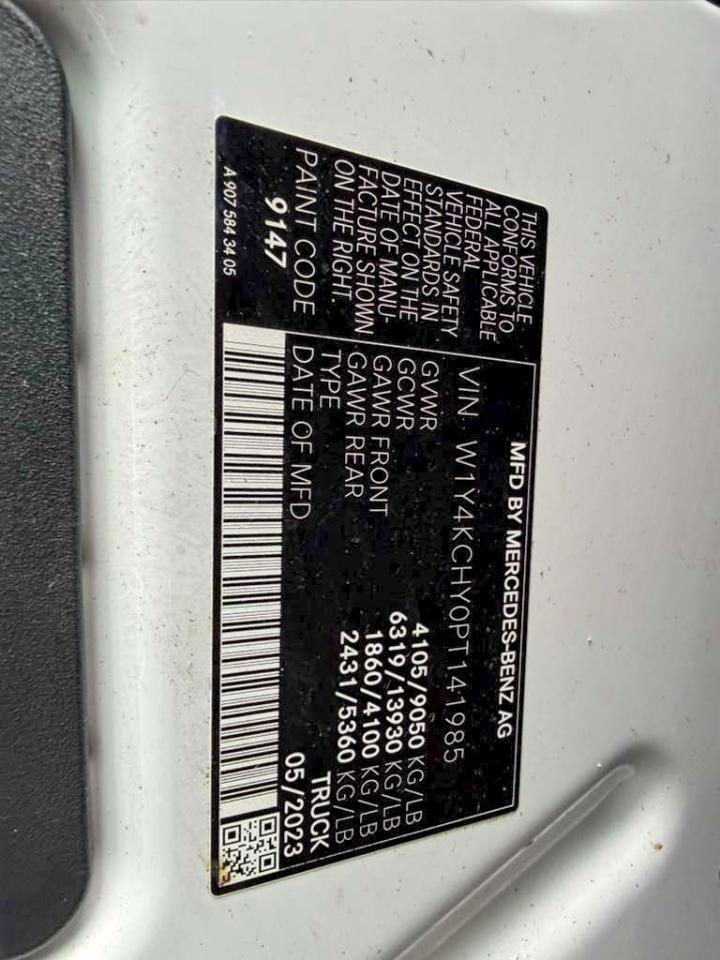 MFD BY MERCEDES-BENZ AG
THIS VEHICLE
CONFORMS TO
ALL APPLICABLE
FEDERAL
VEHICLE SAFETY
STANDARDS IN
EFFECT ON THE
DATE OF MANU-
FACTURE SHOWN
ON THE RIGHT.
PAINT CODE
9147
A 907 584 34 05
VIN W1Y4KCHY0PT141985
GVWR 4105/9050 KG/LB
GCWR 6319/13930 KG/LB
GAWR FRONT 1860/4100 KG/LB
GAWR REAR 2431/5360 KG/LB
TYPE TRUCK
DATE OF MFD 05/2023